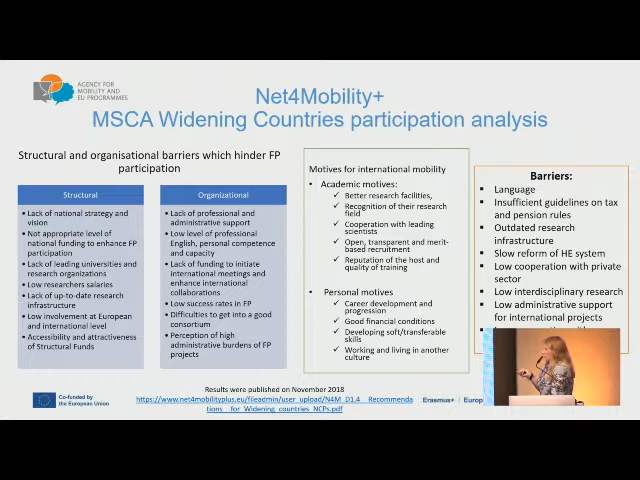 AGENCY FOR
MOBILITY AND
EU PROGRAMMES
Net4Mobility+
MSCA Widening Countries participation analysis
Structural and organisational barriers which hinder FP
participation
Structural
• Lack of national strategy and
vision
• Not appropriate level of
national funding to enhance FP
participation
• Lack of leading universities and
research organizations
• Low researchers salaries
• Lack of up-to-date research
infrastructure
• Low involvement at European
and international level
• Accessibility and attractiveness
of Structural Funds
Organizational
• Lack of professional and
administrative support
• Low level of professional
English, personal competence
and capacity
• Lack of funding to initiate
international meetings and
enhance international
collaborations
• Low success rates in FP
• Difficulties to get into a good
consortium
• Perception of high
administrative burdens of FP
projects
Motives for international mobility
• Academic motives:
✓ Better research facilities,
✓ Recognition of their research
field
✓ Cooperation with leading
scientists
✓ Open, transparent and merit-
based recruitment
✓ Reputation of the host and
quality of training
• Personal motives
✓ Career development and
progression
✓ Good financial conditions
✓ Developing soft/transferable
skills
✓ Working and living in another
culture
Barriers:
▪ Language
▪ Insufficient guidelines on tax
and pension rules
▪ Outdated research
infrastructure
▪ Slow reform of HE system
▪ Low cooperation with private
sector
▪ Low interdisciplinary research
▪ Low administrative support
for international projects
Results were published on November 2018
https://www.net4mobilityplus.eu/fileadmin/user_upload/N4M_D1.4__Recommenda
tions__for_Widening_countries_NCPs.pdf
Co-funded by
the European Union
Erasmus+ | Europ